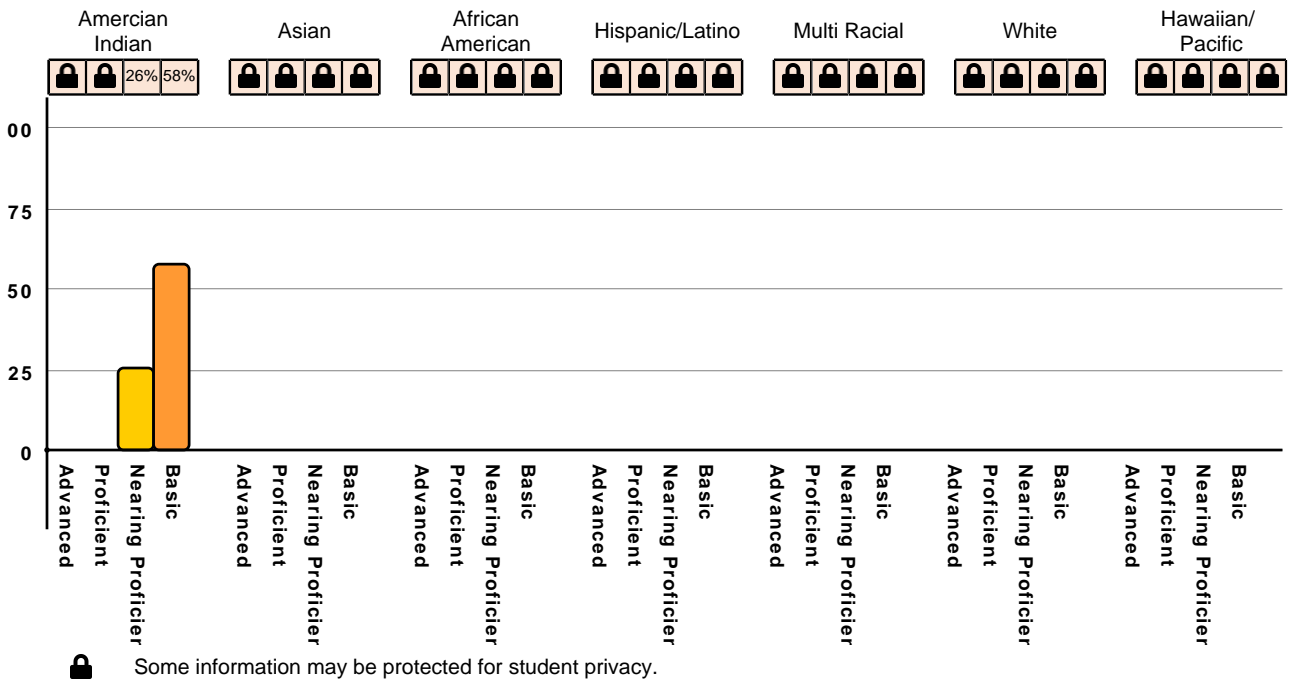 Amercian
Indian
Asian
African
American
Hispanic/Latino
Multi Racial
White
Hawaiian/
Pacific
26% 58%
00
75
50
25
0
Advanced
Proficient
Nearing Proficier
Basic
Advanced
Proficient
Nearing Proficier
Basic
Advanced
Proficient
Nearing Proficier
Basic
Advanced
Proficient
Nearing Proficier
Basic
Advanced
Proficient
Nearing Proficier
Basic
Advanced
Proficient
Nearing Proficier
Basic
Advanced
Proficient
Nearing Proficier
Basic
Some information may be protected for student privacy.